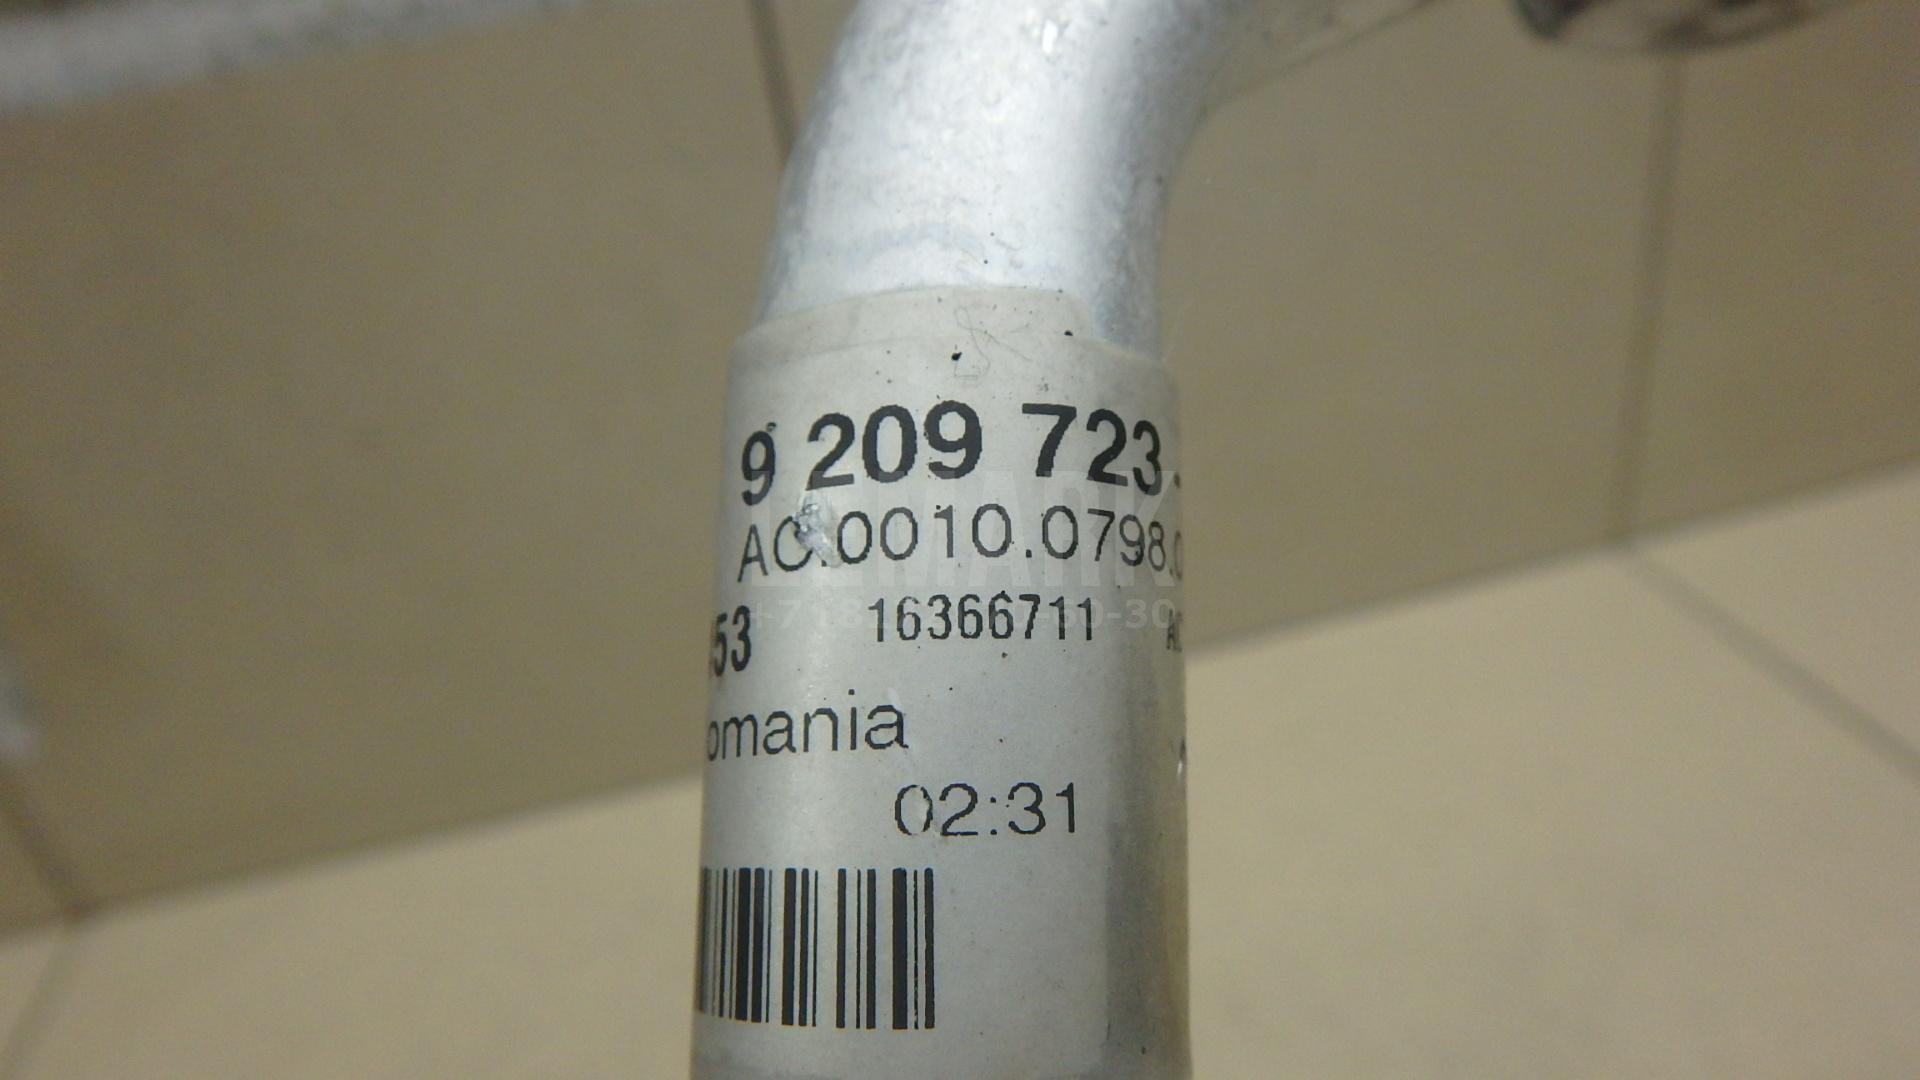 9 209 723-
AC.0010.0798.0
53 16366711
omania
02:31